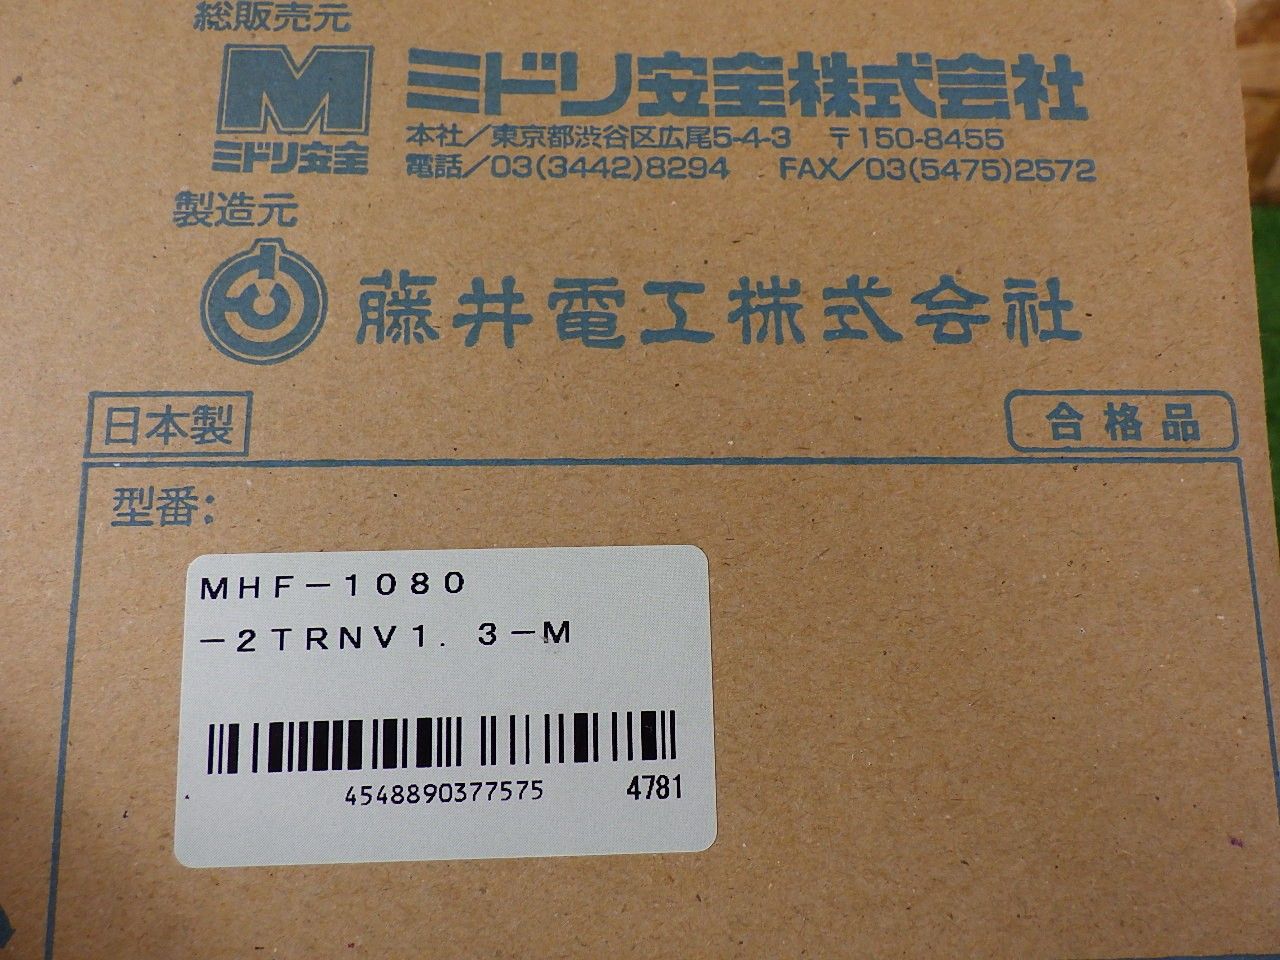 総販売元
M
ミドリ安全
ミドリ安全株式会社
本社／東京都渋谷区広尾5-4-3 〒150-8455
電話／03(3442)8294 FAX／03(5475)2572
製造元
藤井電工株式会社
日本製
合格品
型番:
ＭＨＦ－１０８０
－２ＴＲＮＶ１．３－Ｍ
4548890377575 4781